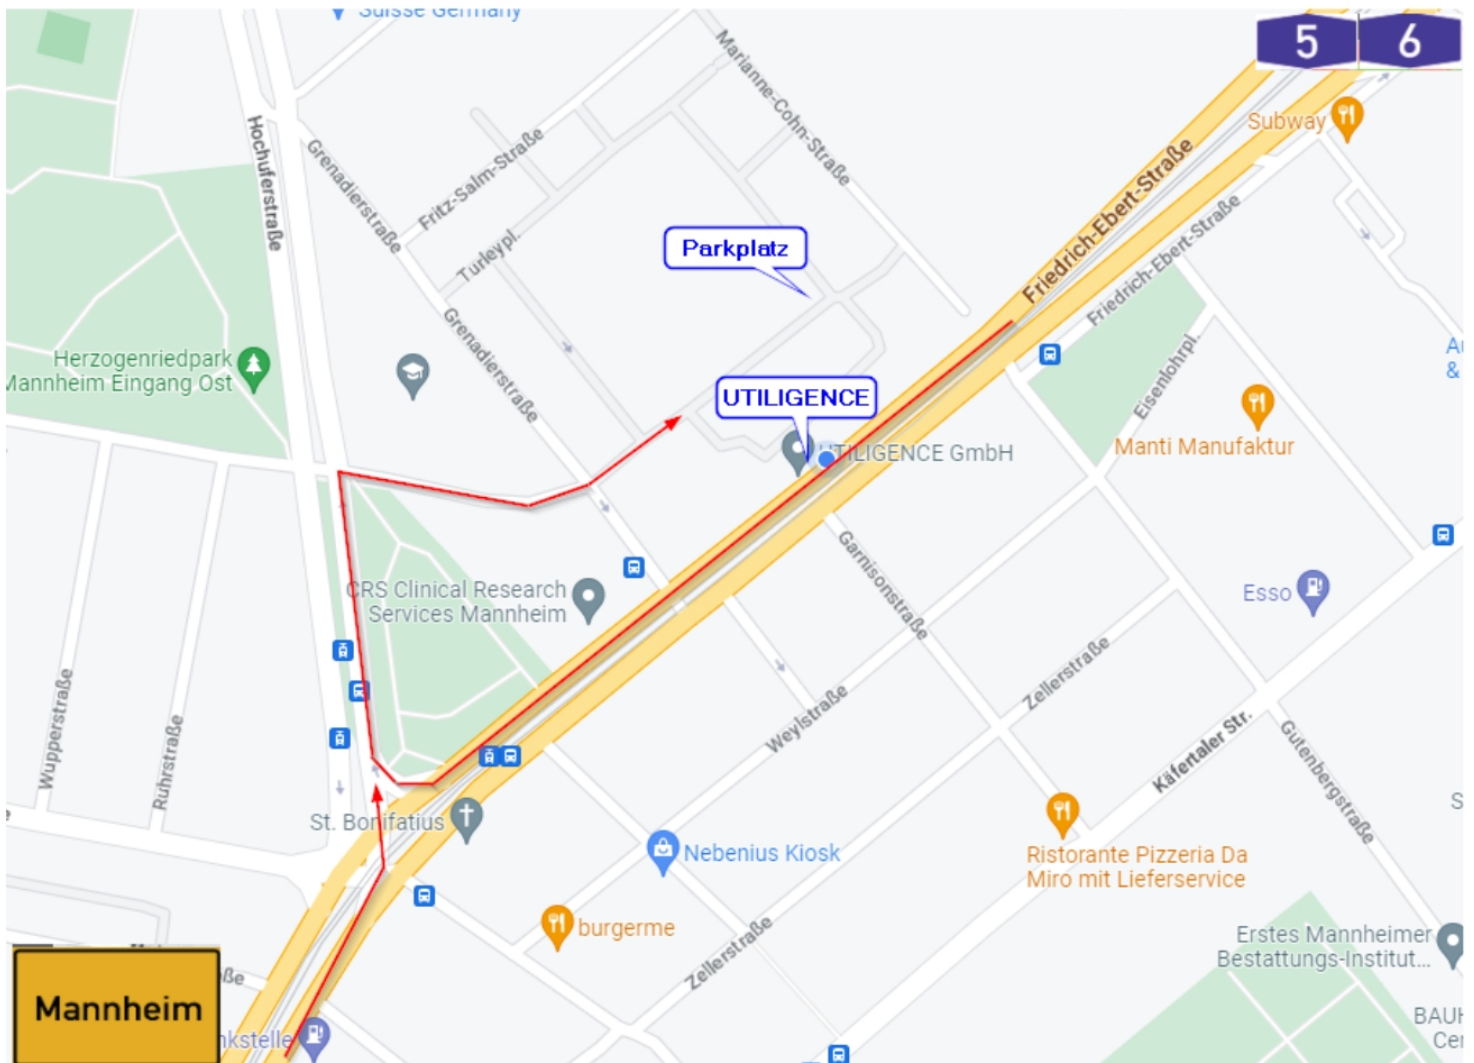 Suisse Germany
5 6
Subway
Marianne-Cohn-Straße
Hochuferstraße
Grenadierstraße
Fritz-Salm-Straße
Turleypl.
Friedrich-Ebert-Straße
Friedrich-Ebert-Straße
Parkplatz
Grenadierstraße
Herzogenriedpark
Mannheim Eingang Ost
Eisenlohrpl.
UTILIGENCE
UTILIGENCE GmbH
Manti Manufaktur
&
Garnisonstraße
CRS Clinical Research
Services Mannheim
Esso
Zellerstraße
Wupperstraße
Ruhrstraße
Weylstraße
Käfertaler Str.
Gutenbergstraße
St. Bonifatius
Nebenius Kiosk
Ristorante Pizzeria Da
Miro mit Lieferservice
burgerme
Zellerstraße
Erstes Mannheimer
Bestattungs-Institut...
Mannheim
ße
nkstelle